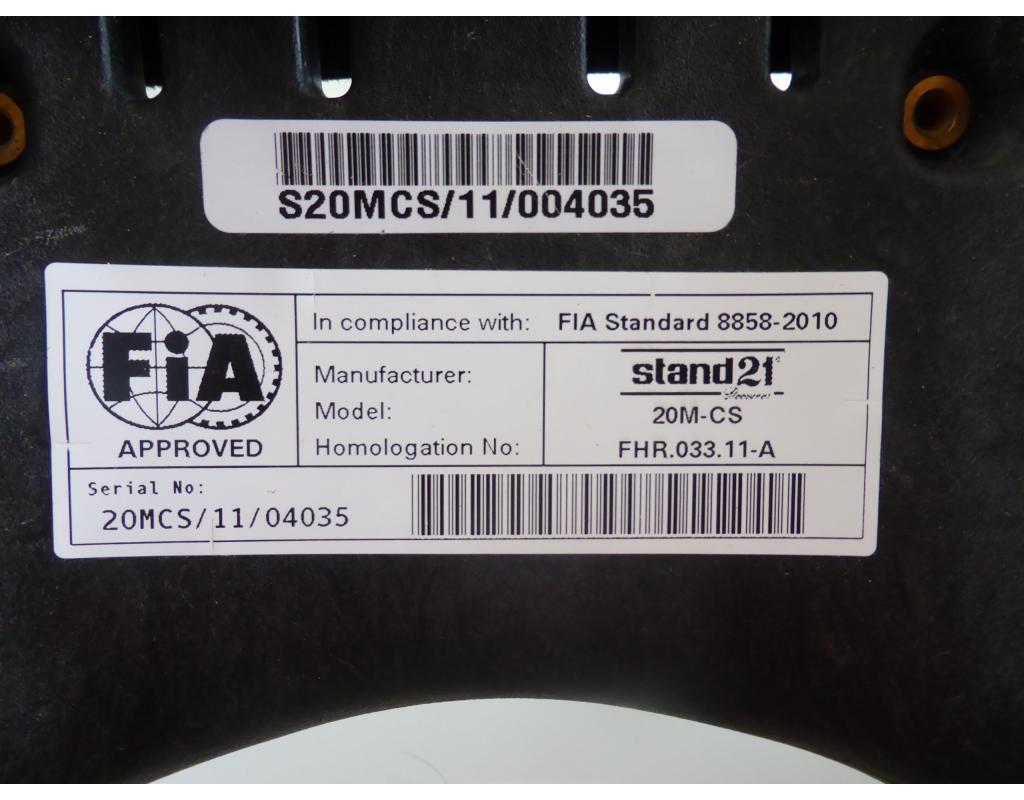 S20MCS/11/004035
FIA
APPROVED
In compliance with: FIA Standard 8858-2010
Manufacturer: stand21
Model: 20M-CS
Homologation No: FHR.033.11-A
Serial No:
20MCS/11/04035